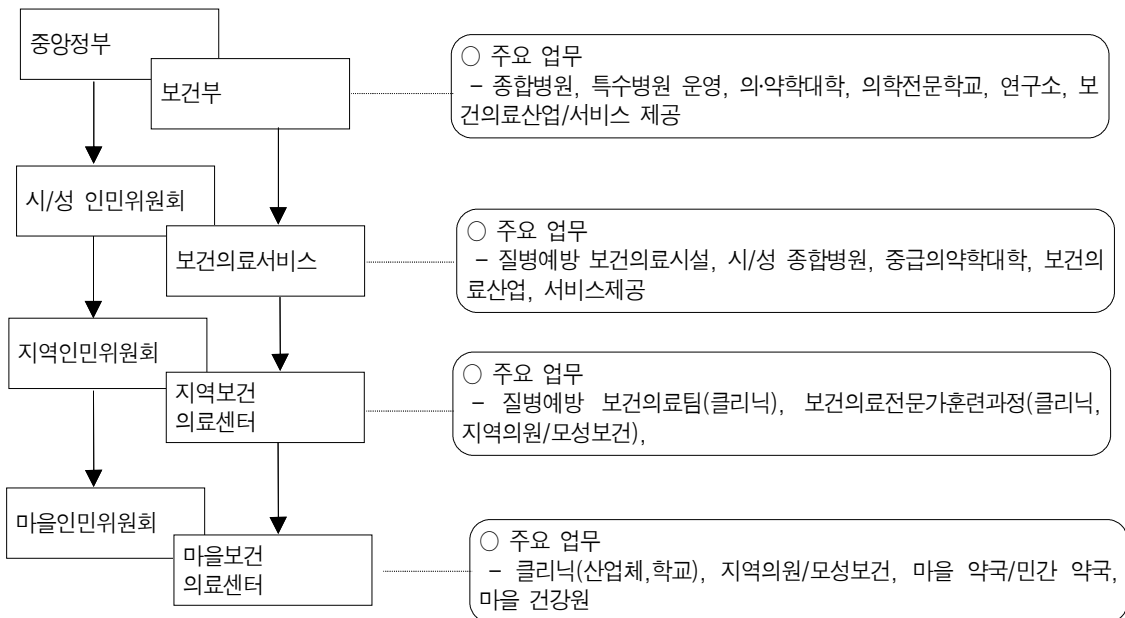 중앙정부
보건부
○ 주요 업무
- 종합병원, 특수병원 운영, 의·약학대학, 의학전문학교, 연구소, 보
건의료산업/서비스 제공
시/성 인민위원회
보건의료서비스
○ 주요 업무
- 질병예방 보건의료시설, 시/성 종합병원, 중급의약학대학, 보건의
료산업, 서비스제공
지역인민위원회
지역보건
의료센터
○ 주요 업무
- 질병예방 보건의료팀(클리닉), 보건의료전문가훈련과정(클리닉,
지역의원/모성보건),
마을인민위원회
마을보건
의료센터
○ 주요 업무
- 클리닉(산업체,학교), 지역의원/모성보건, 마을 약국/민간 약국,
마을 건강원